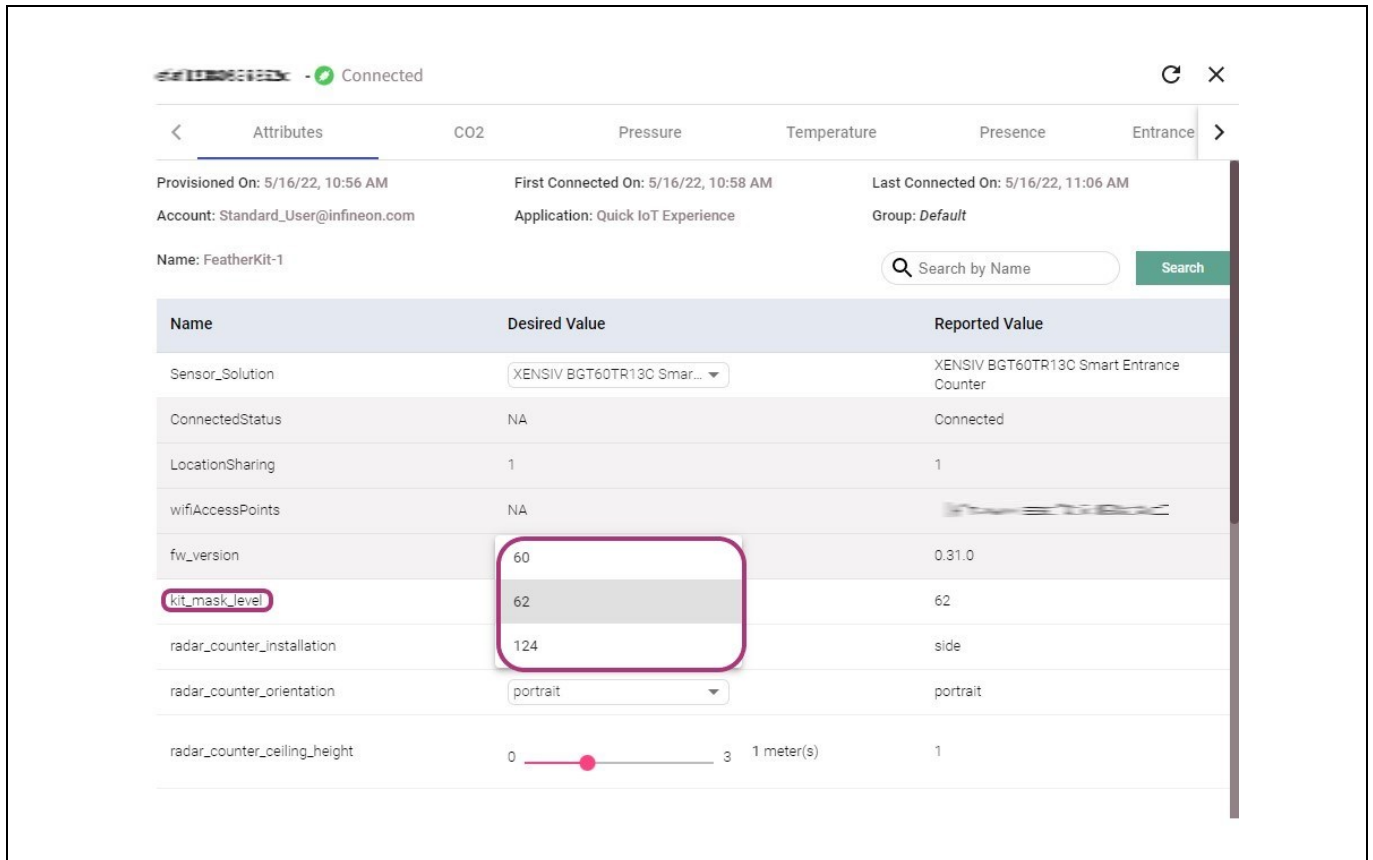 - Connected
Attributes CO2 Pressure Temperature Presence Entrance
Provisioned On: 5/16/22, 10:56 AM First Connected On: 5/16/22, 10:58 AM Last Connected On: 5/16/22, 11:06 AM
Account: Standard_User@infineon.com Application: Quick IoT Experience Group: Default
Name: FeatherKit-1 Search by Name Search
Name Desired Value Reported Value
Sensor_Solution XENSIV BGT60TR13C Smar... XENSIV BGT60TR13C Smart Entrance
Counter
ConnectedStatus NA Connected
LocationSharing 1 1
wifiAccessPoints NA
fw_version 60 0.31.0
kit_mask_level 62 62
radar_counter_installation 124 side
radar_counter_orientation portrait portrait
radar_counter_ceiling_height 0 3 1 meter(s) 1